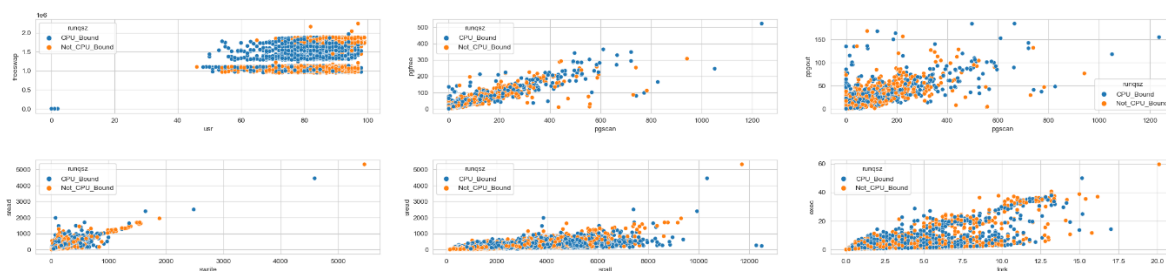 1e6
runqsz
CPU_Bound
Not_CPU_Bound
freeswap
2.0
1.5
1.0
0.5
0.0
0 20 40 60 80 100
usr
runqsz
CPU_Bound
Not_CPU_Bound
pgfree
500
400
300
200
100
0
0 200 400 600 800 1000 1200
pgscan
runqsz
CPU_Bound
Not_CPU_Bound
ppgout
150
100
50
0
0 200 400 600 800 1000 1200
pgscan
runqsz
CPU_Bound
Not_CPU_Bound
sread
5000
4000
3000
2000
1000
0
0 1000 2000 3000 4000 5000
swrite
runqsz
CPU_Bound
Not_CPU_Bound
sread
5000
4000
3000
2000
1000
0
0 2000 4000 6000 8000 10000 12000
scall
runqsz
CPU_Bound
Not_CPU_Bound
exec
60
40
20
0
0.0 2.5 5.0 7.5 10.0 12.5 15.0 17.5 20.0
fork